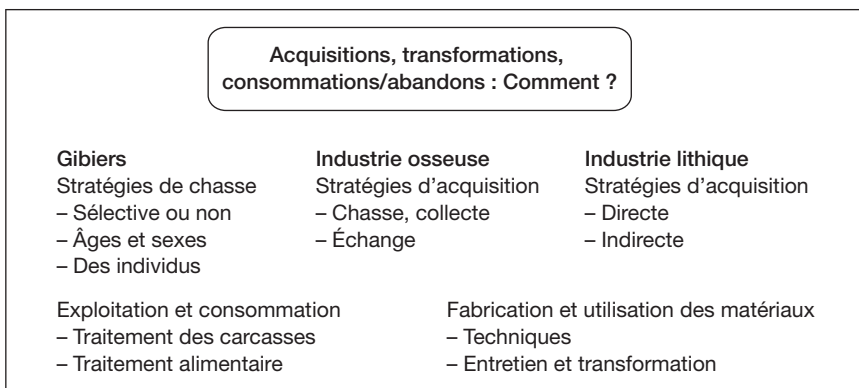 Acquisitions, transformations,
consommations/abandons : Comment ?
Gibiers
Stratégies de chasse
– Sélective ou non
– Âges et sexes
– Des individus
Industrie osseuse
Stratégies d’acquisition
– Chasse, collecte
– Échange
Industrie lithique
Stratégies d’acquisition
– Directe
– Indirecte
Exploitation et consommation
– Traitement des carcasses
– Traitement alimentaire
Fabrication et utilisation des matériaux
– Techniques
– Entretien et transformation